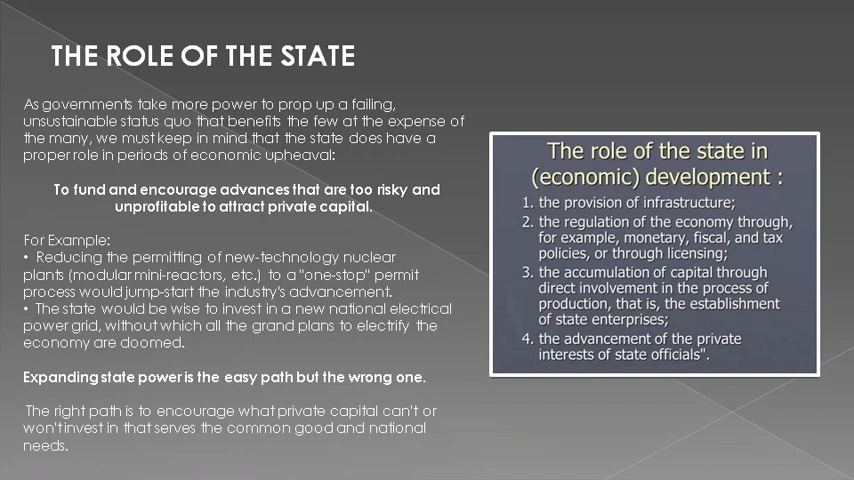 THE ROLE OF THE STATE
As governments take more power to prop up a failing,
unsustainable status quo that benefits the few at the expense of
the many, we must keep in mind that the state does have a
proper role in periods of economic upheaval:
To fund and encourage advances that are too risky and
unprofitable to attract private capital.
For Example:
• Reducing the permitting of new-technology nuclear
plants (modular mini-reactors, etc.) to a "one-stop" permit
process would jump-start the industry's advancement.
• The state would be wise to invest in a new national electrical
power grid, without which all the grand plans to electrify the
economy are doomed.
Expanding state power is the easy path but the wrong one.
The right path is to encourage what private capital can't or
won't invest in that serves the common good and national
needs.
The role of the state in
(economic) development :
1. the provision of infrastructure;
2. the regulation of the economy through,
for example, monetary, fiscal, and tax
policies, or through licensing;
3. the accumulation of capital through
direct involvement in the process of
production, that is, the establishment
of state enterprises;
4. the advancement of the private
interests of state officials".